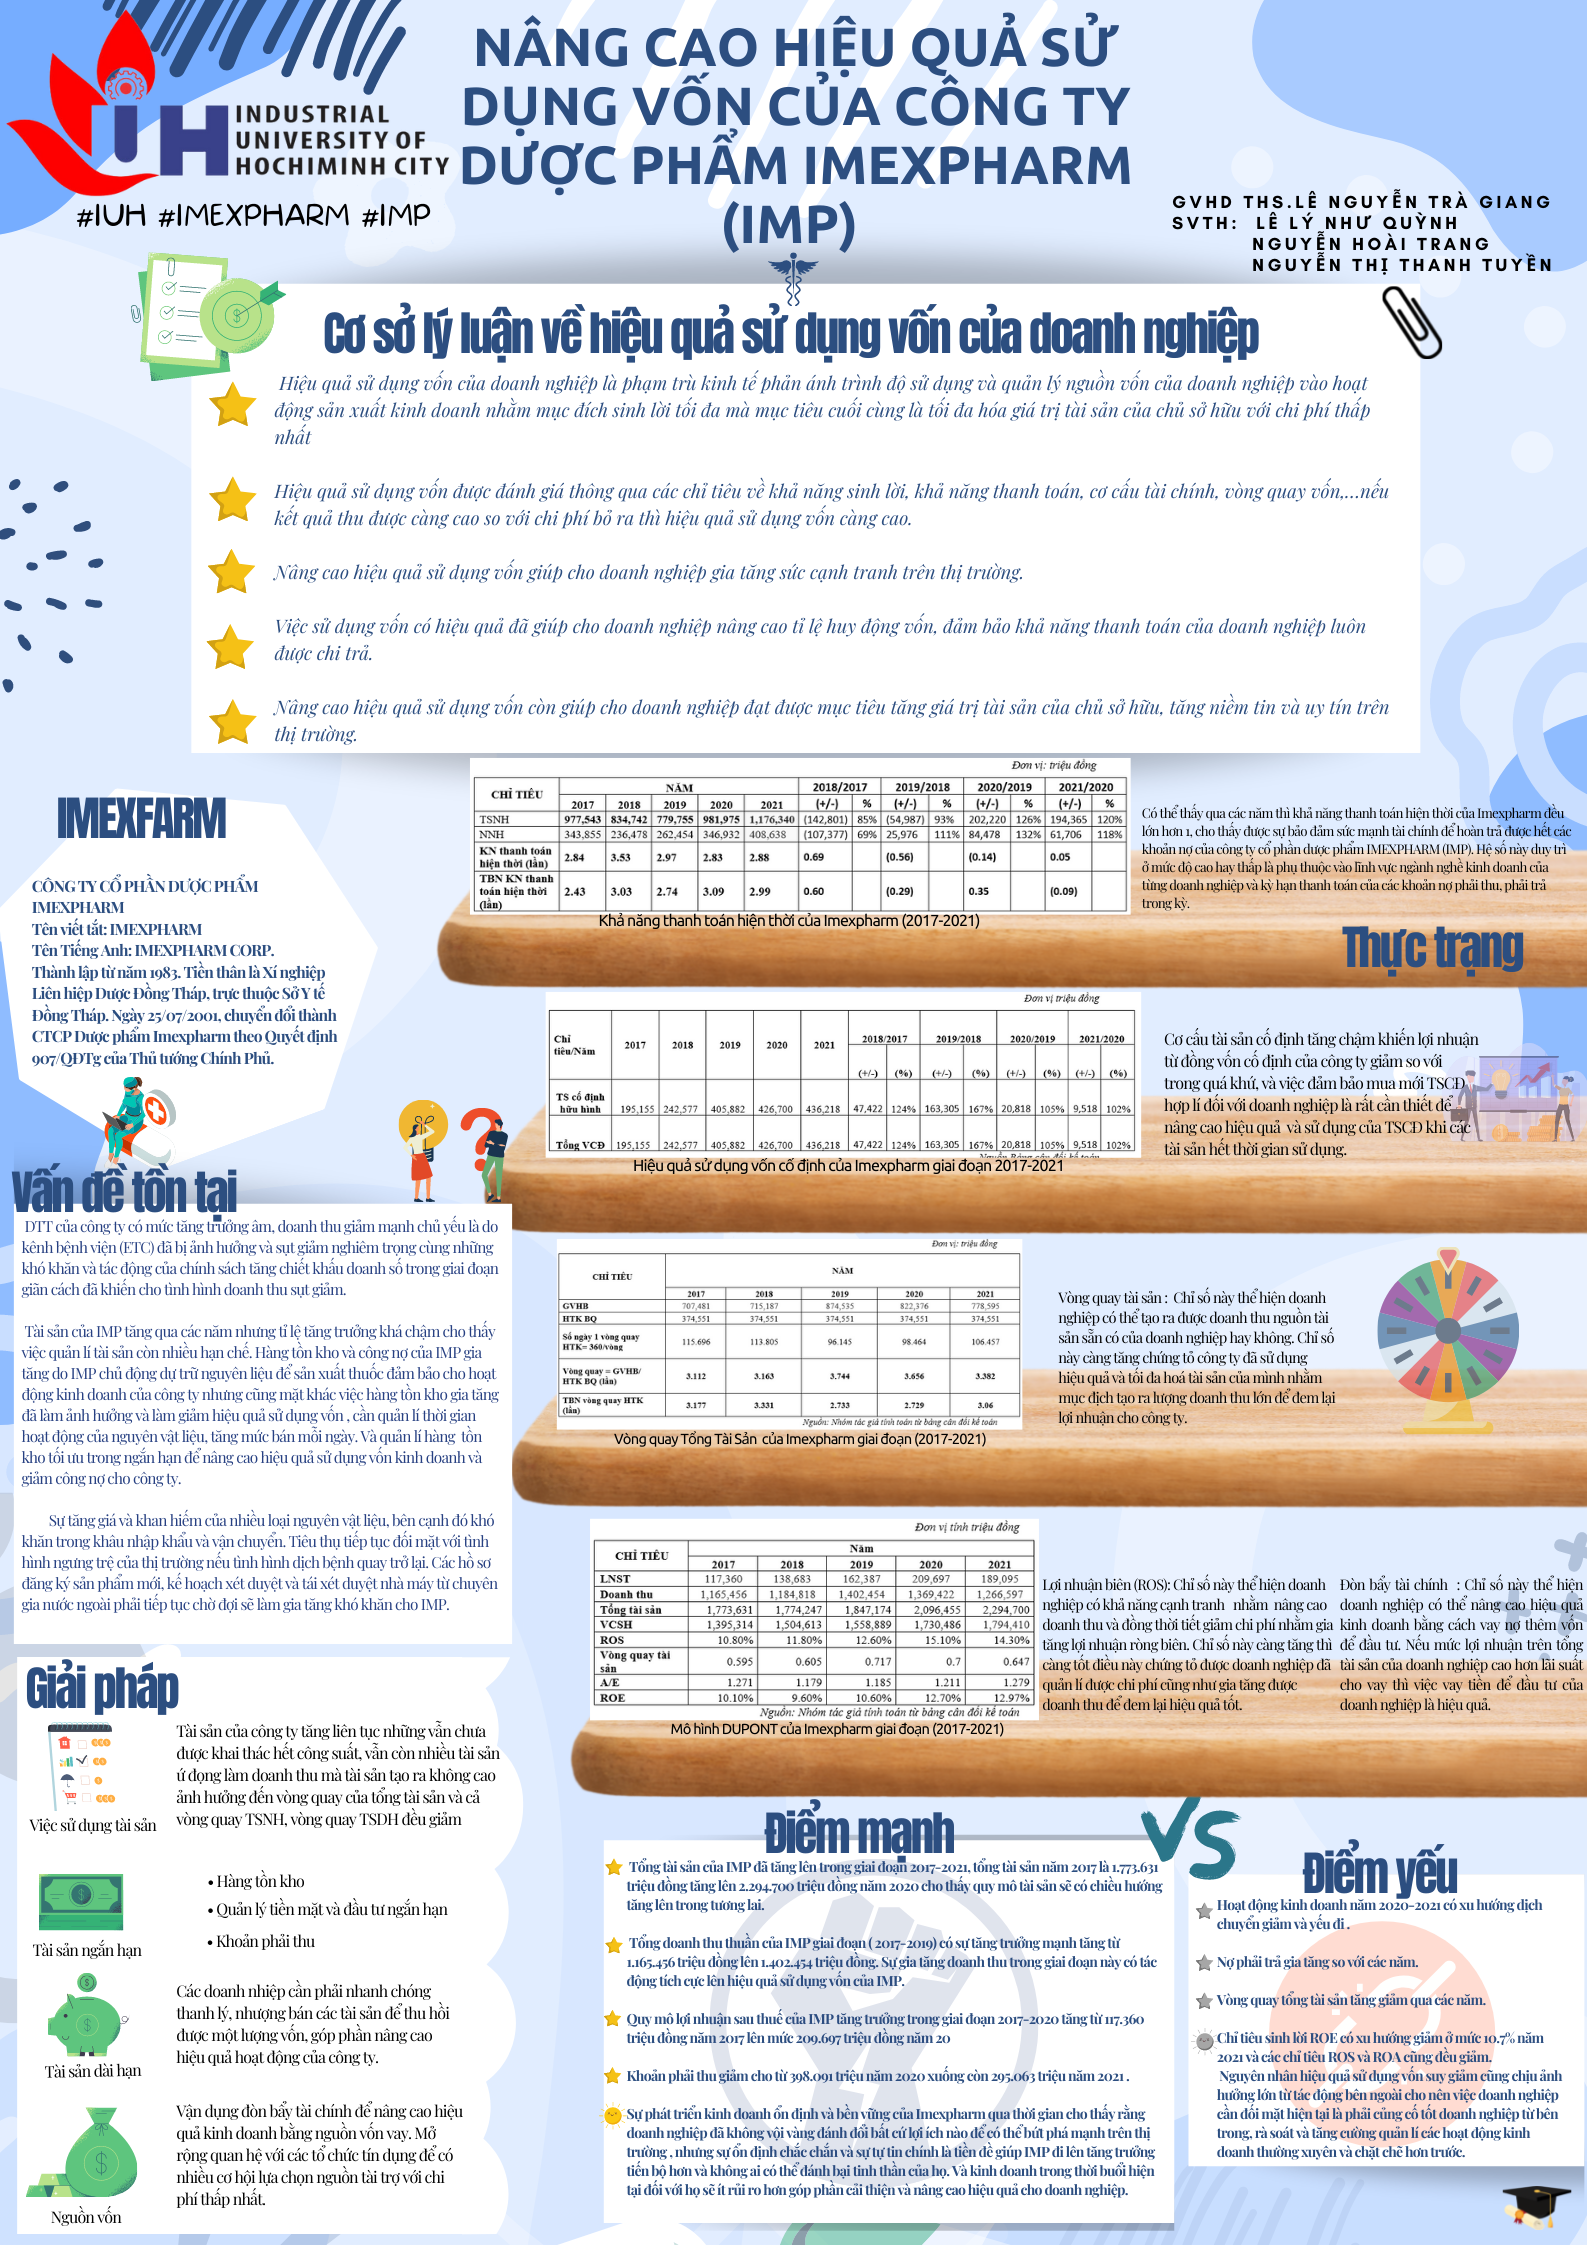 INDUSTRIAL
UNIVERSITY OF
HOCHIMINH CITY
#IUH #IMEXPHARM #IMP
NÂNG CAO HIỆU QUẢ SỬ
DỤNG VỐN CỦA CÔNG TY
DƯỢC PHẨM IMEXPHARM
(IMP)
GVHD THS.LÊ NGUYỄN TRÀ GIANG
SVTH: LÊ LÝ NHƯ QUỲNH
NGUYỄN HOÀI TRANG
NGUYỄN THỊ THANH TUYỀN
Cơ sở lý luận về hiệu quả sử dụng vốn của doanh nghiệp
Hiệu quả sử dụng vốn của doanh nghiệp là phạm trù kinh tế phản ánh trình độ sử dụng và quản lý nguồn vốn của doanh nghiệp vào hoạt
động sản xuất kinh doanh nhằm mục đích sinh lời tối đa mà mục tiêu cuối cùng là tối đa hóa giá trị tài sản của chủ sở hữu với chi phí thấp
nhất
Hiệu quả sử dụng vốn được đánh giá thông qua các chỉ tiêu về khả năng sinh lời, khả năng thanh toán, cơ cấu tài chính, vòng quay vốn,...nếu
kết quả thu được càng cao so với chi phí bỏ ra thì hiệu quả sử dụng vốn càng cao.
Nâng cao hiệu quả sử dụng vốn giúp cho doanh nghiệp gia tăng sức cạnh tranh trên thị trường.
Việc sử dụng vốn có hiệu quả đã giúp cho doanh nghiệp nâng cao tỉ lệ huy động vốn, đảm bảo khả năng thanh toán của doanh nghiệp luôn
được chi trả.
Nâng cao hiệu quả sử dụng vốn còn giúp cho doanh nghiệp đạt được mục tiêu tăng giá trị tài sản của chủ sở hữu, tăng niềm tin và uy tín trên
thị trường.
IMEXFARM
CÔNG TY CỔ PHẦN DƯỢC PHẨM
IMEXPHARM
Tên viết tắt: IMEXPHARM
Tên Tiếng Anh: IMEXPHARM CORP.
Thành lập từ năm 1983. Tiền thân là Xí nghiệp
Liên hiệp Dược Đồng Tháp, trực thuộc Sở Y tế
Đồng Tháp. Ngày 25/07/2001, chuyển đổi thành
CTCP Dược phẩm Imexpharm theo Quyết định
907/QĐTg của Thủ tướng Chính Phủ.
Đơn vị: triệu đồng
CHỈ TIÊU NĂM 2018/2017 2019/2018 2020/2019 2021/2020
2017 2018 2019 2020 2021 (+/-) % (+/-) % (+/-) % (+/-) %
TSNH 977,543 834,742 779,755 981,975 1,176,340 (142,801) 85% (54,987) 93% 202,220 126% 194,365 120%
NNH 343,855 236,478 262,454 346,932 408,638 (107,377) 69% 25,976 111% 84,478 132% 61,706 118%
KN thanh toán
hiện thời (lần) 2.84 3.53 2.97 2.83 2.88 0.69 (0.56) (0.14) 0.05
TBN KN thanh
toán hiện thời 2.43 3.03 2.74 3.09 2.99 0.60 (0.29) 0.35 (0.09)
(lần)
Khả năng thanh toán hiện thời của Imexpharm (2017-2021)
Có thể thấy qua các năm thì khả năng thanh toán hiện thời của Imexpharm đều
lớn hơn 1, cho thấy được sự bảo đảm sức mạnh tài chính để hoàn trả được hết các
khoản nợ của công ty cổ phần dược phẩm IMEXPHARM (IMP). Hệ số này duy trì
ở mức độ cao hay thấp là phụ thuộc vào lĩnh vực ngành nghề kinh doanh của
từng doanh nghiệp và kỳ hạn thanh toán của các khoản nợ phải thu, phải trả
trong kỳ.
Thực trạng
Đơn vị triệu đồng
Chỉ
tiêu/Năm 2017 2018 2019 2020 2021 2018/2017 2019/2018 2020/2019 2021/2020
(+/-) (%) (+/-) (%) (+/-) (%) (+/-) (%)
TS cố định
hữu hình 195,155 242,577 405,882 426,700 436,218 47,422 124% 163,305 167% 20,818 105% 9,518 102%
Tổng VCĐ 195,155 242,577 405,882 426,700 436,218 47,422 124% 163,305 167% 20,818 105% 9,518 102%
Nguồn Bảng cân đối kế toán
Hiệu quả sử dụng vốn cố định của Imexpharm giai đoạn 2017-2021
Cơ cấu tài sản cố định tăng chậm khiến lợi nhuận
từ đồng vốn cố định của công ty giảm so với
trong quá khứ, và việc đảm bảo mua mới TSCĐ
hợp lí đối với doanh nghiệp là rất cần thiết để
nâng cao hiệu quả và sử dụng của TSCĐ khi các
tài sản hết thời gian sử dụng.
Vấn đề tồn tại
DTT của công ty có mức tăng trưởng âm, doanh thu giảm mạnh chủ yếu là do
kênh bệnh viện (ETC) đã bị ảnh hưởng và sụt giảm nghiêm trọng cùng những
khó khăn và tác động của chính sách tăng chiết khấu doanh số trong giai đoạn
giãn cách đã khiến cho tình hình doanh thu sụt giảm.
Tài sản của IMP tăng qua các năm nhưng tỉ lệ tăng trưởng khá chậm cho thấy
việc quản lí tài sản còn nhiều hạn chế. Hàng tồn kho và công nợ của IMP gia
tăng do IMP chủ động dự trữ nguyên liệu để sản xuất thuốc đảm bảo cho hoạt
động kinh doanh của công ty nhưng cũng mặt khác việc hàng tồn kho gia tăng
đã làm ảnh hưởng và làm giảm hiệu quả sử dụng vốn , cần quản lí thời gian
hoạt động của nguyên vật liệu, tăng mức bán mỗi ngày. Và quản lí hàng tồn
kho tối ưu trong ngắn hạn để nâng cao hiệu quả sử dụng vốn kinh doanh và
giảm công nợ cho công ty.
Sự tăng giá và khan hiếm của nhiều loại nguyên vật liệu, bên cạnh đó khó
khăn trong khâu nhập khẩu và vận chuyển. Tiêu thụ tiếp tục đối mặt với tình
hình ngưng trệ của thị trường nếu tình hình dịch bệnh quay trở lại. Các hồ sơ
đăng ký sản phẩm mới, kế hoạch xét duyệt và tái xét duyệt nhà máy từ chuyên
gia nước ngoài phải tiếp tục chờ đợi sẽ làm gia tăng khó khăn cho IMP.
Đơn vị: triệu đồng
CHỈ TIÊU NĂM
2017 2018 2019 2020 2021
GVHB 707,481 715,187 874,535 822,376 778,595
HTK BQ 374,551 374,551 374,551 374,551 374,551
Số ngày 1 vòng quay
HTK= 360/vòng 115.696 113.805 96.145 98.464 106.457
Vòng quay = GVHB/
HTK BQ (lần) 3.112 3.163 3.744 3.656 3.382
TBN vòng quay HTK
(lần) 3.177 3.331 2.733 2.729 3.06
Nguồn: Nhóm tác giả tính toán từ bảng cân đối kế toán
Vòng quay Tổng Tài Sản của Imexpharm giai đoạn (2017-2021)
Vòng quay tài sản : Chỉ số này thể hiện doanh
nghiệp có thể tạo ra được doanh thu nguồn tài
sản sẵn có của doanh nghiệp hay không. Chỉ số
này càng tăng chứng tỏ công ty đã sử dụng
hiệu quả và tối đa hoá tài sản của mình nhằm
mục địch tạo ra lượng doanh thu lớn để đem lại
lợi nhuận cho công ty.
Đơn vị tính triệu đồng
CHỈ TIÊU Năm
2017 2018 2019 2020 2021
LNST 117,360 138,683 162,387 209,697 189,095
Doanh thu 1,165,456 1,184,818 1,402,454 1,369,422 1,266,597
Tổng tài sản 1,773,631 1,774,247 1,847,174 2,096,455 2,294,700
VCSH 1,395,314 1,504,613 1,558,889 1,730,486 1,794,410
ROS 10.80% 11.80% 12.60% 15.10% 14.30%
Vòng quay tài
sản 0.595 0.605 0.717 0.7 0.647
A/E 1.271 1.179 1.185 1.211 1.279
ROE 10.10% 9.60% 10.60% 12.70% 12.97%
Nguồn: Nhóm tác giả tính toán từ bảng cân đối kế toán
Mô hình DUPONT của Imexpharm giai đoạn (2017-2021)
Lợi nhuận biên (ROS): Chỉ số này thể hiện doanh
nghiệp có khả năng cạnh tranh nhằm nâng cao
doanh thu và đồng thời tiết giảm chi phí nhằm gia
tăng lợi nhuận ròng biên. Chỉ số này càng tăng thì
càng tốt điều này chứng tỏ được doanh nghiệp đã
quản lí được chi phí cũng như gia tăng được
doanh thu để đem lại hiệu quả tốt.
Đòn bẩy tài chính : Chỉ số này thể hiện
doanh nghiệp có thể nâng cao hiệu quả
kinh doanh bằng cách vay nợ thêm vốn
để đầu tư. Nếu mức lợi nhuận trên tổng
tài sản của doanh nghiệp cao hơn lãi suất
cho vay thì việc vay tiền để đầu tư của
doanh nghiệp là hiệu quả.
Giải pháp
Việc sử dụng tài sản
Tài sản của công ty tăng liên tục những vẫn chưa
được khai thác hết công suất, vẫn còn nhiều tài sản
ứ đọng làm doanh thu mà tài sản tạo ra không cao
ảnh hưởng đến vòng quay của tổng tài sản và cả
vòng quay TSNH, vòng quay TSDH đều giảm
Tài sản ngắn hạn
• Hàng tồn kho
• Quản lý tiền mặt và đầu tư ngắn hạn
• Khoản phải thu
Tài sản dài hạn
Các doanh nhiệp cần phải nhanh chóng
thanh lý, nhượng bán các tài sản để thu hồi
được một lượng vốn, góp phần nâng cao
hiệu quả hoạt động của công ty.
Nguồn vốn
Vận dụng đòn bẩy tài chính để nâng cao hiệu
quả kinh doanh bằng nguồn vốn vay. Mở
rộng quan hệ với các tổ chức tín dụng để có
nhiều cơ hội lựa chọn nguồn tài trợ với chi
phí thấp nhất.
Điểm mạnh
Tổng tài sản của IMP đã tăng lên trong giai đoạn 2017-2021, tổng tài sản năm 2017 là 1.773.631
triệu đồng tăng lên 2.294.700 triệu đồng năm 2020 cho thấy quy mô tài sản sẽ có chiều hướng
tăng lên trong tương lai.
Tổng doanh thu thuần của IMP giai đoạn ( 2017-2019) có sự tăng trưởng mạnh tăng từ
1.165.456 triệu đồng lên 1.402.454 triệu đồng. Sự gia tăng doanh thu trong giai đoạn này có tác
động tích cực lên hiệu quả sử dụng vốn của IMP.
Quy mô lợi nhuận sau thuế của IMP tăng trưởng trong giai đoạn 2017-2020 tăng từ 117.360
triệu đồng năm 2017 lên mức 209.697 triệu đồng năm 20
Khoản phải thu giảm cho từ 398.091 triệu năm 2020 xuống còn 295.063 triệu năm 2021 .
Sự phát triển kinh doanh ổn định và bền vững của Imexpharm qua thời gian cho thấy rằng
doanh nghiệp đã không vội vàng đánh đổi bất cứ lợi ích nào để có thể bứt phá mạnh trên thị
trường , nhưng sự ổn định chắc chắn và sự tự tin chính là tiền đề giúp IMP đi lên tăng trưởng
tiến bộ hơn và không ai có thể đánh bại tinh thần của họ. Và kinh doanh trong thời buổi hiện
tại đối với họ sẽ ít rủi ro hơn góp phần cải thiện và nâng cao hiệu quả cho doanh nghiệp.
VS
Điểm yếu
Hoạt động kinh doanh năm 2020-2021 có xu hướng dịch
chuyển giảm và yếu đi .
Nợ phải trả gia tăng so với các năm.
Vòng quay tổng tài sản tăng giảm qua các năm.
Chỉ tiêu sinh lời ROE có xu hướng giảm ở mức 10.7% năm
2021 và các chỉ tiêu ROS và ROA cũng đều giảm.
Nguyên nhân hiệu quả sử dụng vốn suy giảm cũng chịu ảnh
hưởng lớn từ tác động bên ngoài cho nên việc doanh nghiệp
cần đối mặt hiện tại là phải củng cố tốt doanh nghiệp từ bên
trong, rà soát và tăng cường quản lí các hoạt động kinh
doanh thường xuyên và chặt chẽ hơn trước.